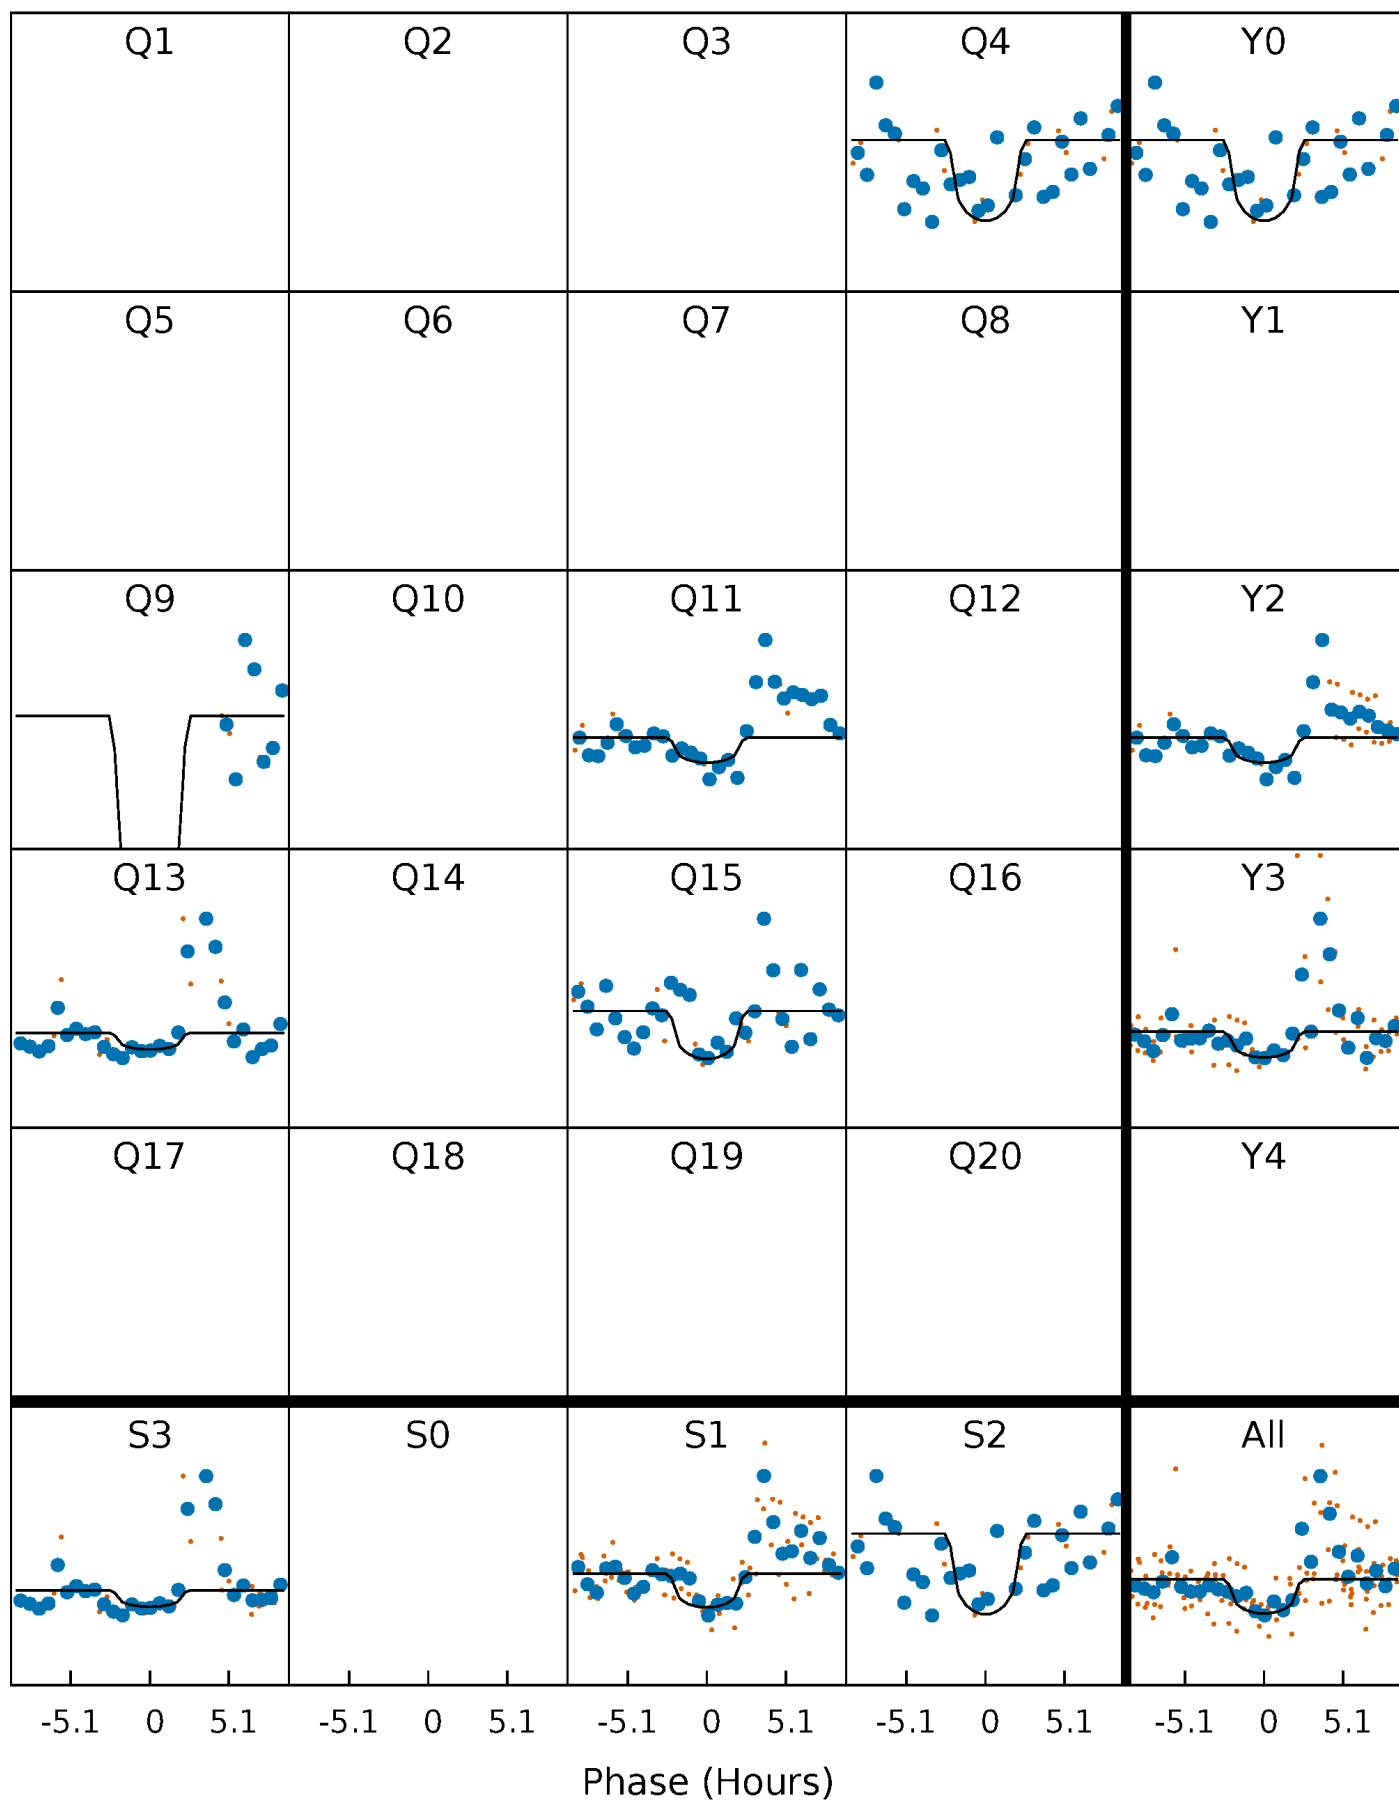 Q1 Q2 Q3 Q4 Y0
Q5 Q6 Q7 Q8 Y1
Q9 Q10 Q11 Q12 Y2
Q13 Q14 Q15 Q16 Y3
Q17 Q18 Q19 Q20 Y4
S3 S0 S1 S2 All
-5.1 0 5.1 -5.1 0 5.1 -5.1 0 5.1 -5.1 0 5.1 -5.1 0 5.1
Phase (Hours)